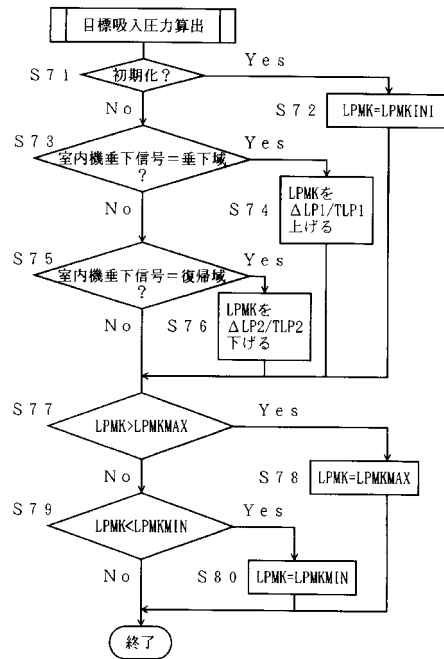 目標吸入圧力算出
S71
初期化?
Yes
No
S72
LPMK=LPMKINI
S73
室内機垂下信号=垂下域
?
Yes
No
S74
LPMKを
ΔLP1/TLP1
上げる
S75
室内機垂下信号=復帰域
?
Yes
No
S76
LPMKを
ΔLP2/TLP2
下げる
S77
LPMK>LPMKMAX
Yes
No
S78
LPMK=LPMKMAX
S79
LPMK<LPMKMIN
Yes
No
S80
LPMK=LPMKMIN
終了